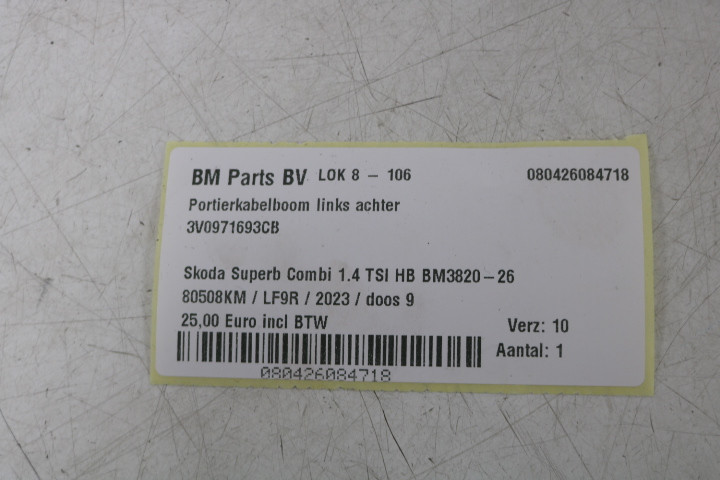 BM Parts BV LOK 8 – 106 080426084718
Portierkabelboom links achter
3V0971693CB
Skoda Superb Combi 1.4 TSI HB BM3820–26
80508KM / LF9R / 2023 / doos 9
25,00 Euro incl BTW Verz: 10
Aantal: 1
080426084718